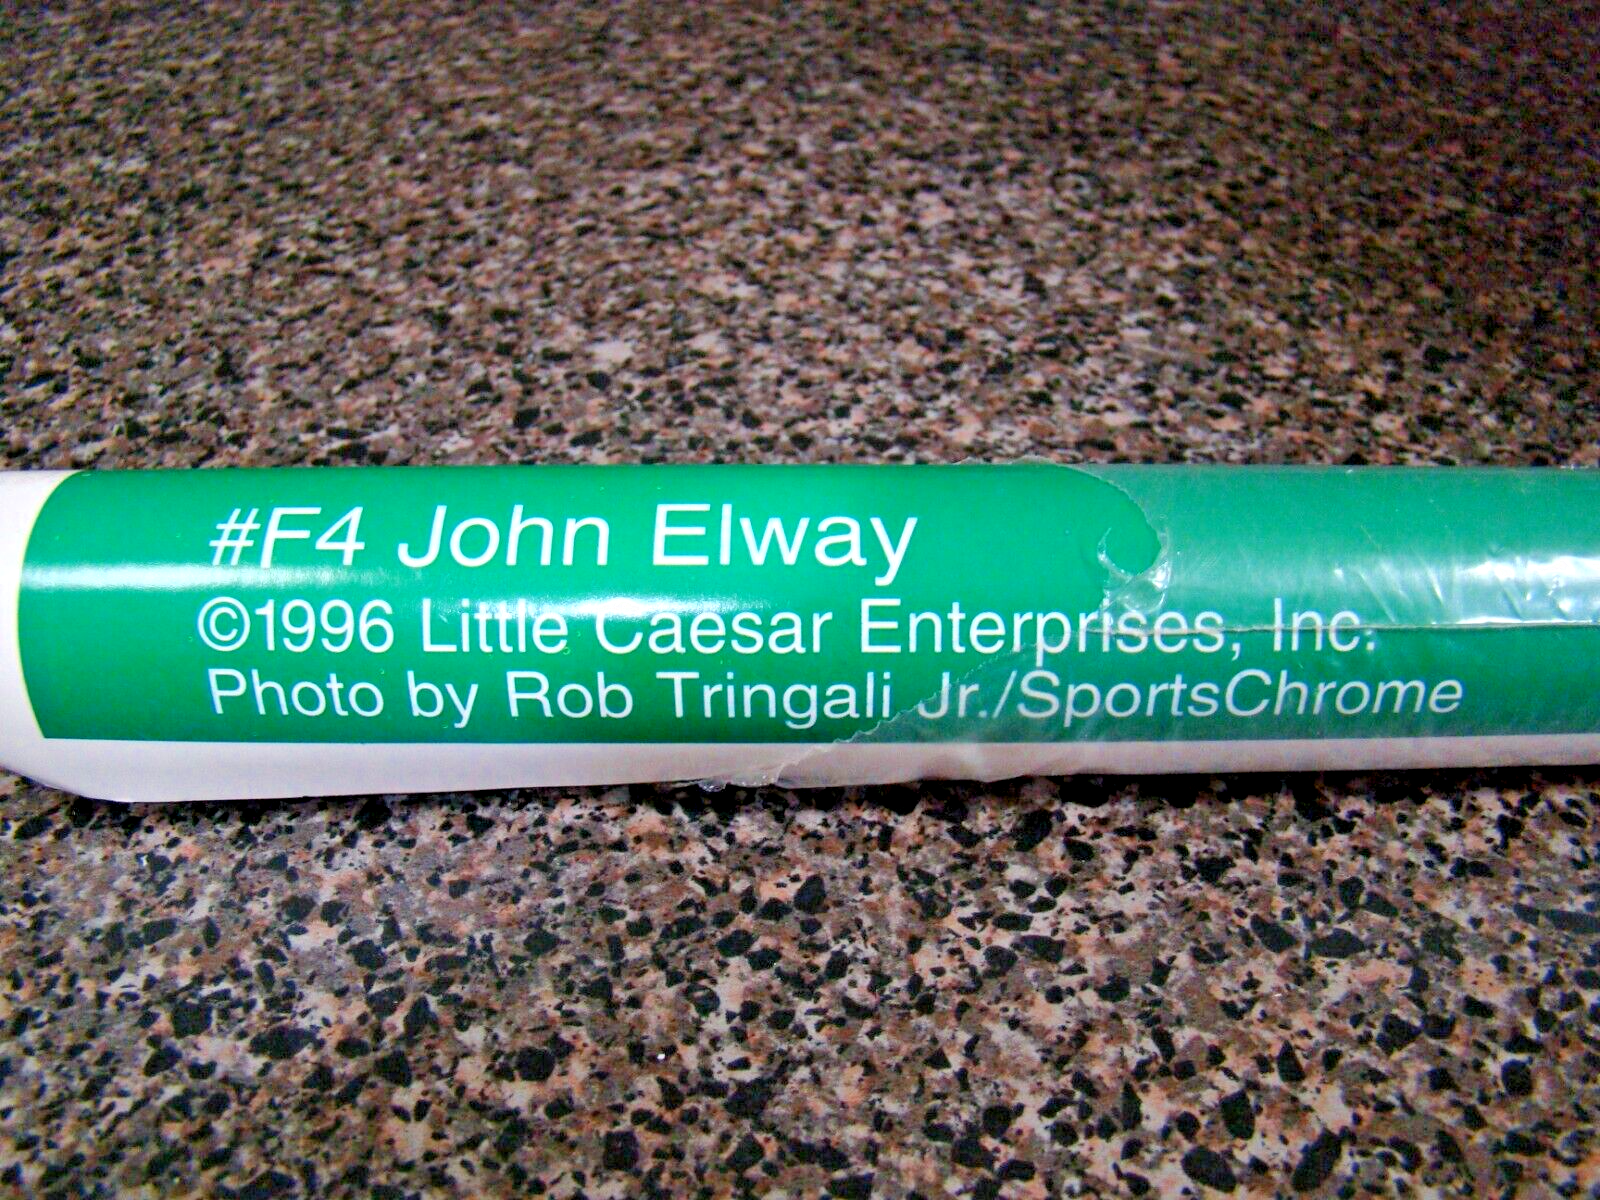 #F4 John Elway
©1996 Little Caesar Enterprises, Inc.
Photo by Rob Tringali Jr./SportsChrome